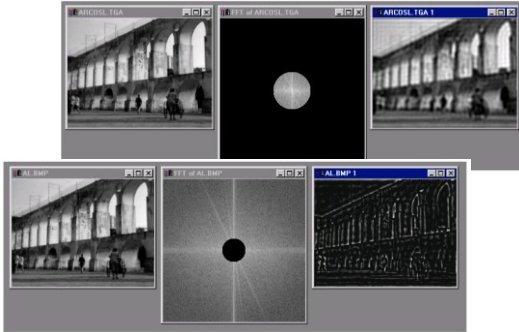 ARCOSL.TGA
FFT of ARCOSL.TGA
ARCOSL.TGA 1
AL.BMP
FFT of AL.BMP
AL.BMP 1